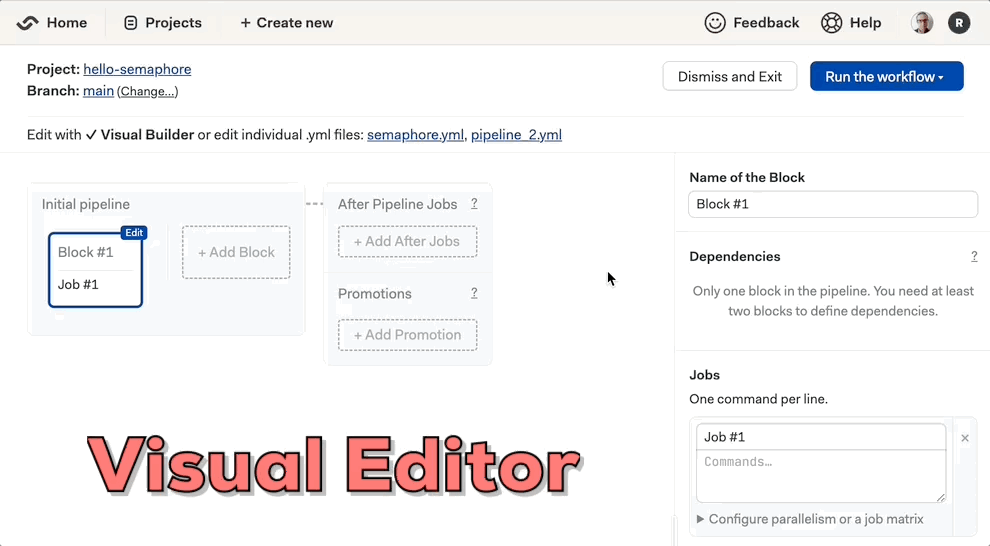 Home Projects + Create new Feedback Help R
Project: hello-semaphore
Branch: main (Change...)
Dismiss and Exit Run the workflow
Edit with ✓ Visual Builder or edit individual .yml files: semaphore.yml, pipeline_2.yml
Initial pipeline
Edit
Block #1
Job #1
+ Add Block
After Pipeline Jobs ?
+ Add After Jobs
Promotions ?
+ Add Promotion
Visual Editor
Name of the Block
Block #1
Dependencies ?
Only one block in the pipeline. You need at least
two blocks to define dependencies.
Jobs
One command per line.
Job #1
Commands…
Configure parallelism or a job matrix